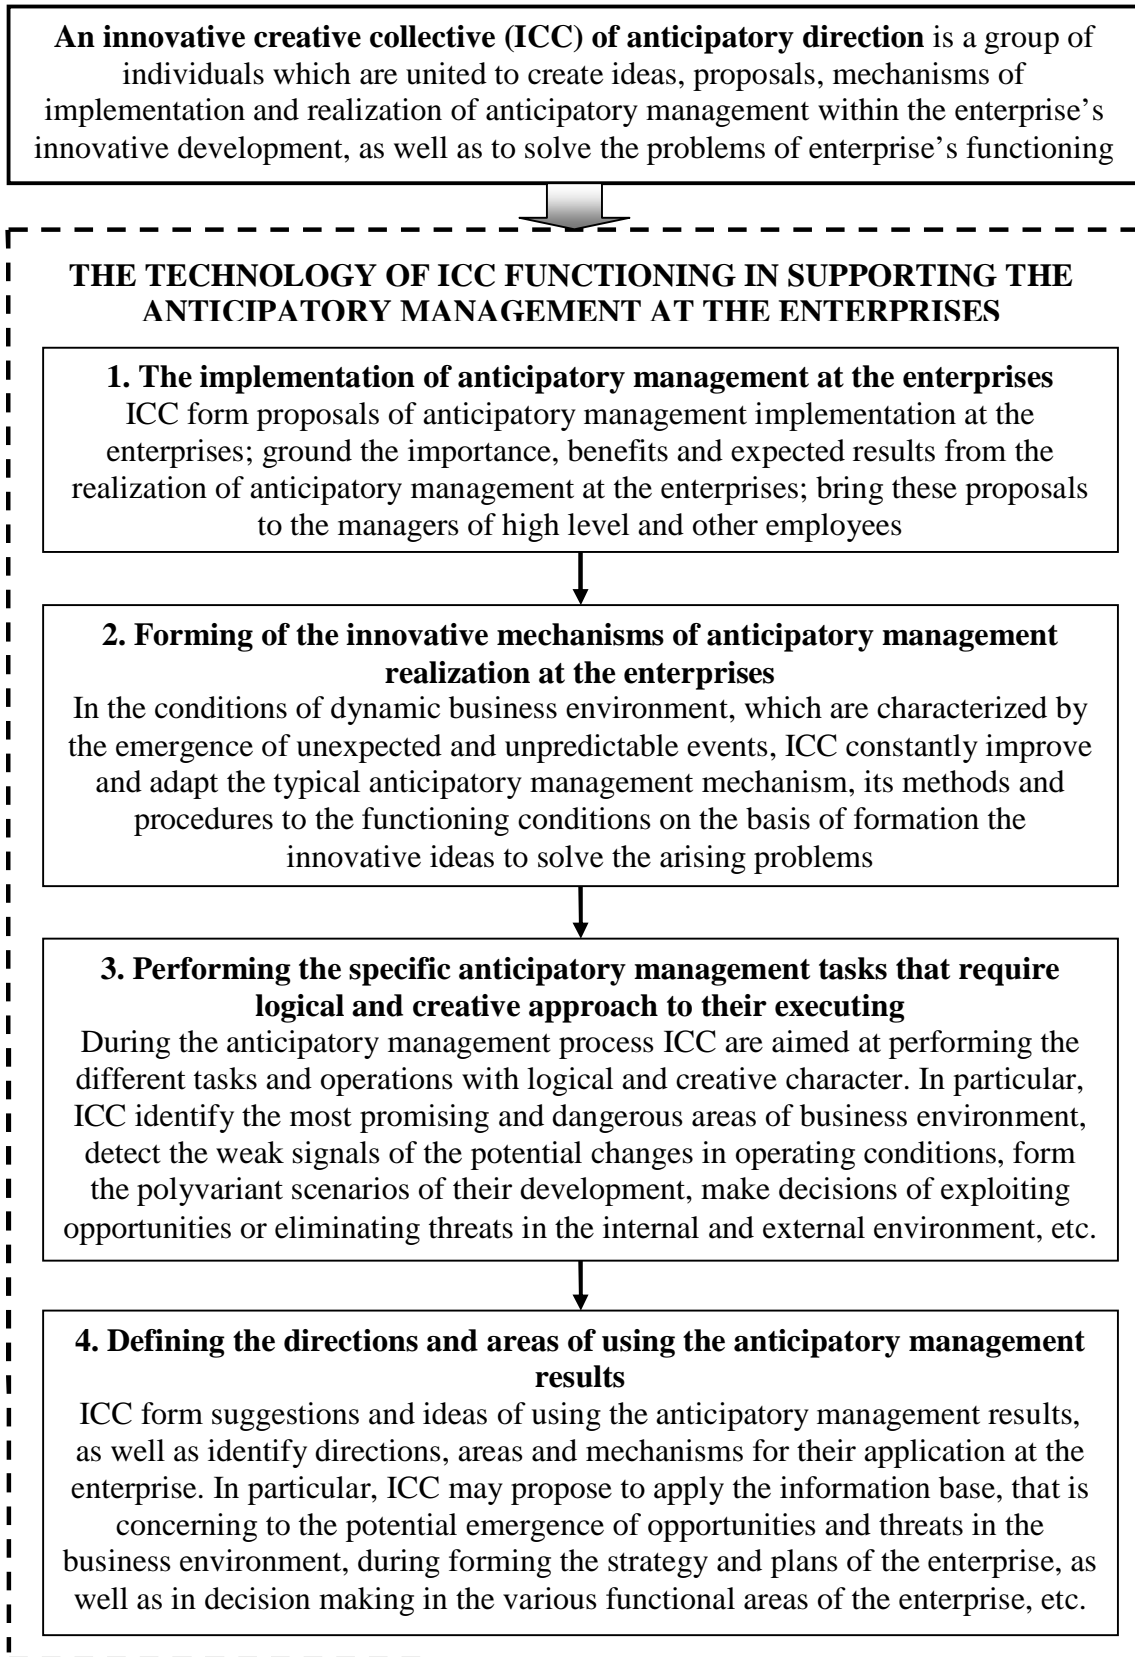 An innovative creative collective (ICC) of anticipatory direction is a group of
individuals which are united to create ideas, proposals, mechanisms of
implementation and realization of anticipatory management within the enterprise’s
innovative development, as well as to solve the problems of enterprise’s functioning
THE TECHNOLOGY OF ICC FUNCTIONING IN SUPPORTING THE
ANTICIPATORY MANAGEMENT AT THE ENTERPRISES
1. The implementation of anticipatory management at the enterprises
ICC form proposals of anticipatory management implementation at the
enterprises; ground the importance, benefits and expected results from the
realization of anticipatory management at the enterprises; bring these proposals
to the managers of high level and other employees
2. Forming of the innovative mechanisms of anticipatory management
realization at the enterprises
In the conditions of dynamic business environment, which are characterized by
the emergence of unexpected and unpredictable events, ICC constantly improve
and adapt the typical anticipatory management mechanism, its methods and
procedures to the functioning conditions on the basis of formation the
innovative ideas to solve the arising problems
3. Performing the specific anticipatory management tasks that require
logical and creative approach to their executing
During the anticipatory management process ICC are aimed at performing the
different tasks and operations with logical and creative character. In particular,
ICC identify the most promising and dangerous areas of business environment,
detect the weak signals of the potential changes in operating conditions, form
the polyvariant scenarios of their development, make decisions of exploiting
opportunities or eliminating threats in the internal and external environment, etc.
4. Defining the directions and areas of using the anticipatory management
results
ICC form suggestions and ideas of using the anticipatory management results,
as well as identify directions, areas and mechanisms for their application at the
enterprise. In particular, ICC may propose to apply the information base, that is
concerning to the potential emergence of opportunities and threats in the
business environment, during forming the strategy and plans of the enterprise, as
well as in decision making in the various functional areas of the enterprise, etc.